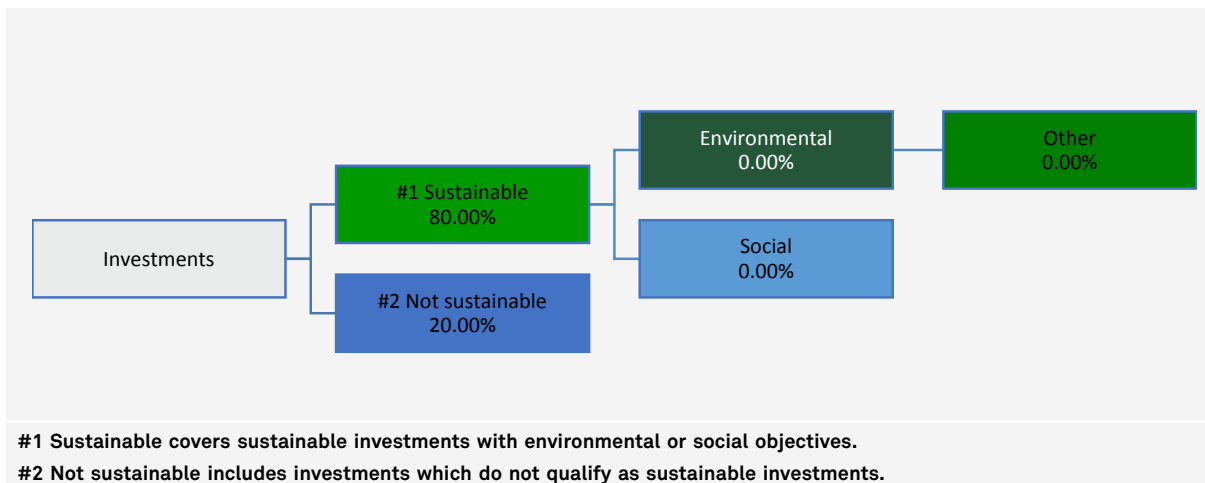 Investments
#1 Sustainable
80.00%
#2 Not sustainable
20.00%
Environmental
0.00%
Social
0.00%
Other
0.00%
#1 Sustainable covers sustainable investments with environmental or social objectives.
#2 Not sustainable includes investments which do not qualify as sustainable investments.